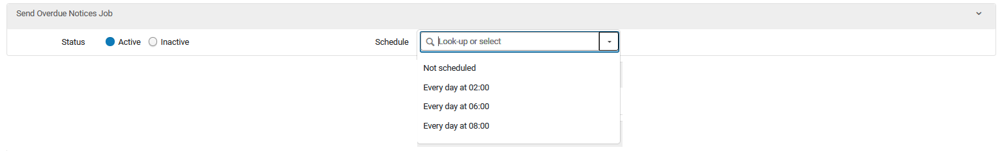 Send Overdue Notices Job
Status Active Inactive Schedule Look-up or select
Not scheduled
Every day at 02:00
Every day at 06:00
Every day at 08:00